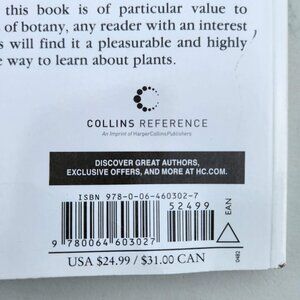 this book is of particular value to
of botany, any reader with an interest
will find it a pleasurable and highly
way to learn about plants.
COLLINS REFERENCE
An Imprint of HarperCollinsPublishers
DISCOVER GREAT AUTHORS,
EXCLUSIVE OFFERS, AND MORE AT HC.COM.
ISBN 978-0-06-460302-7
52499
EAN
9 780064 603027
0482
USA $24.99 / $31.00 CAN